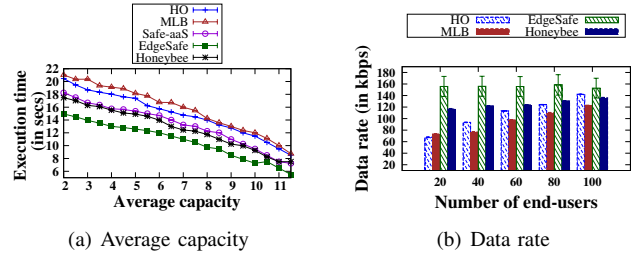 HO
MLB
Safe-aaS
EdgeSafe
Honeybee
22
20
18
16
14
12
10
8
6
Execution time
(in secs)
2 3 4 5 6 7 8 9 10 11
Average capacity
(a) Average capacity
HO EdgeSafe
MLB Honeybee
180
160
140
120
100
80
60
40
20
Data rate (in kbps)
20 40 60 80 100
Number of end-users
(b) Data rate